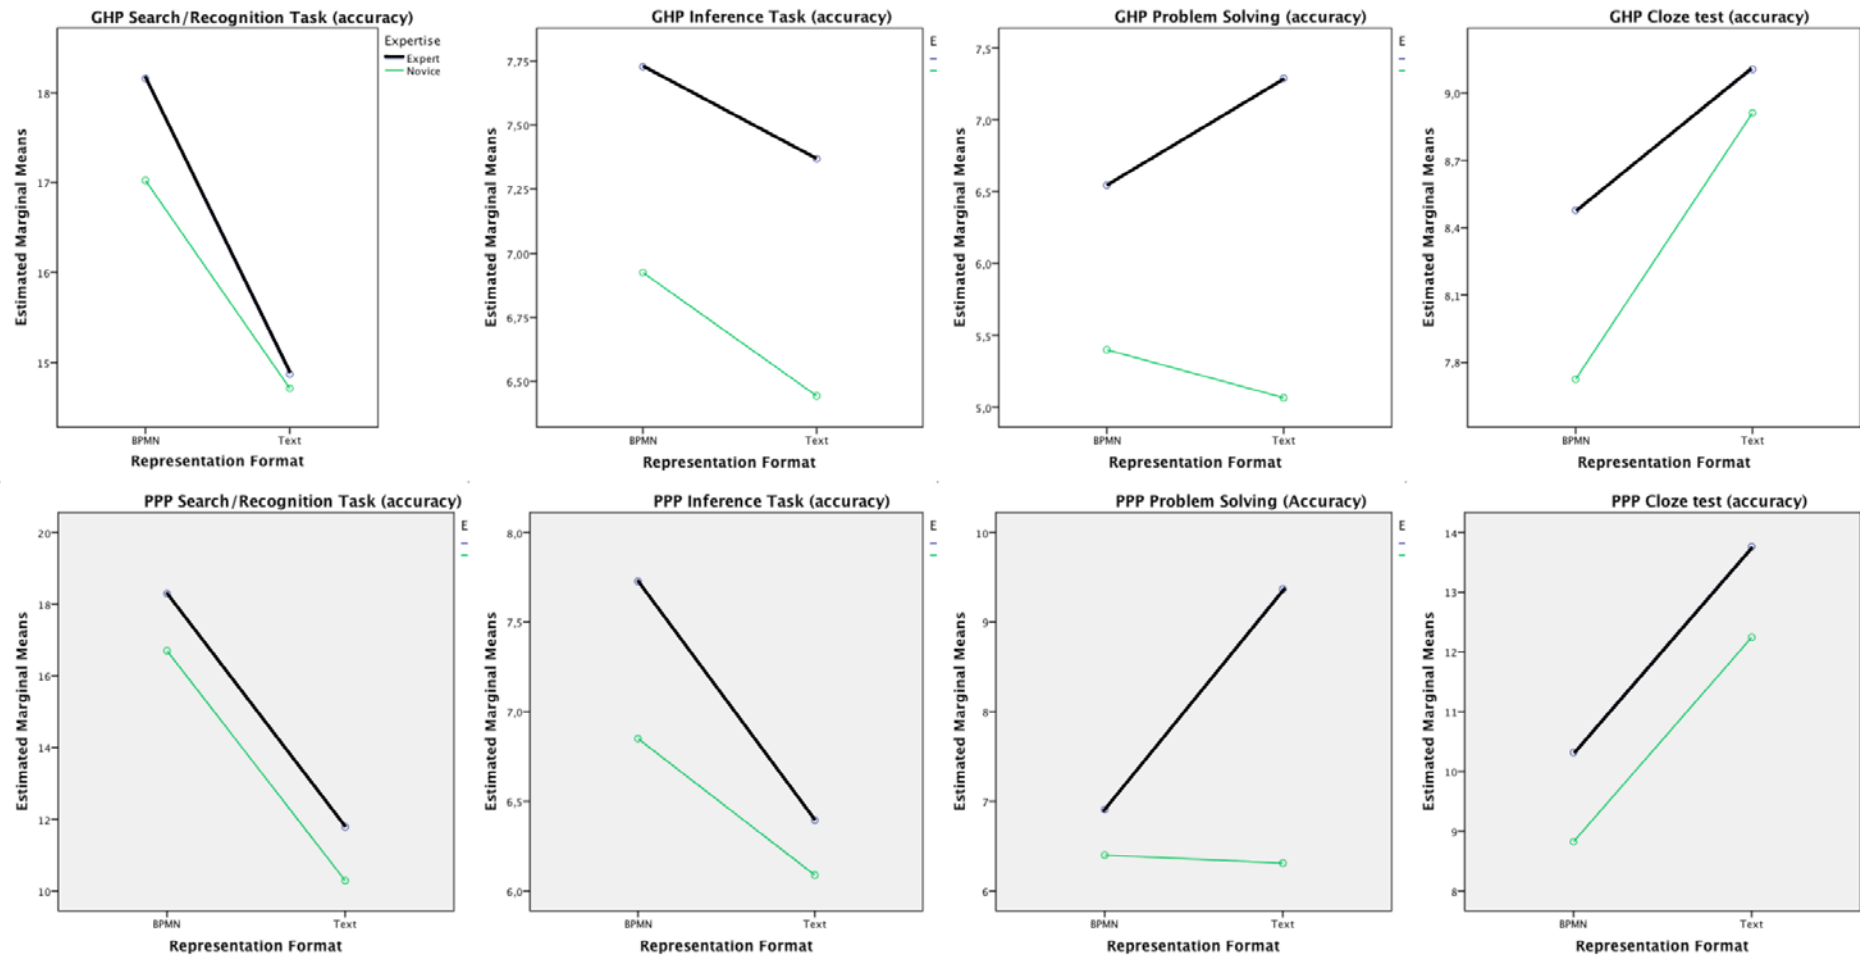 GHP Search/Recognition Task (accuracy)
Expertise
Expert
Novice
Estimated Marginal Means
18
17
16
15
BPMN Text
Representation Format
GHP Inference Task (accuracy)
E
Estimated Marginal Means
7,75
7,50
7,25
7,00
6,75
6,50
BPMN Text
Representation Format
GHP Problem Solving (accuracy)
E
Estimated Marginal Means
7,5
7,0
6,5
6,0
5,5
5,0
BPMN Text
Representation Format
GHP Cloze test (accuracy)
Estimated Marginal Means
9,0
8,7
8,4
8,1
7,8
BPMN Text
Representation Format
PPP Search/Recognition Task (accuracy)
E
Estimated Marginal Means
20
18
16
14
12
10
BPMN Text
Representation Format
PPP Inference Task (accuracy)
E
Estimated Marginal Means
8,0
7,5
7,0
6,5
6,0
BPMN Text
Representation Format
PPP Problem Solving (Accuracy)
E
Estimated Marginal Means
10
9
8
7
6
BPMN Text
Representation Format
PPP Cloze test (accuracy)
Estimated Marginal Means
14
13
12
11
10
9
8
BPMN Text
Representation Format